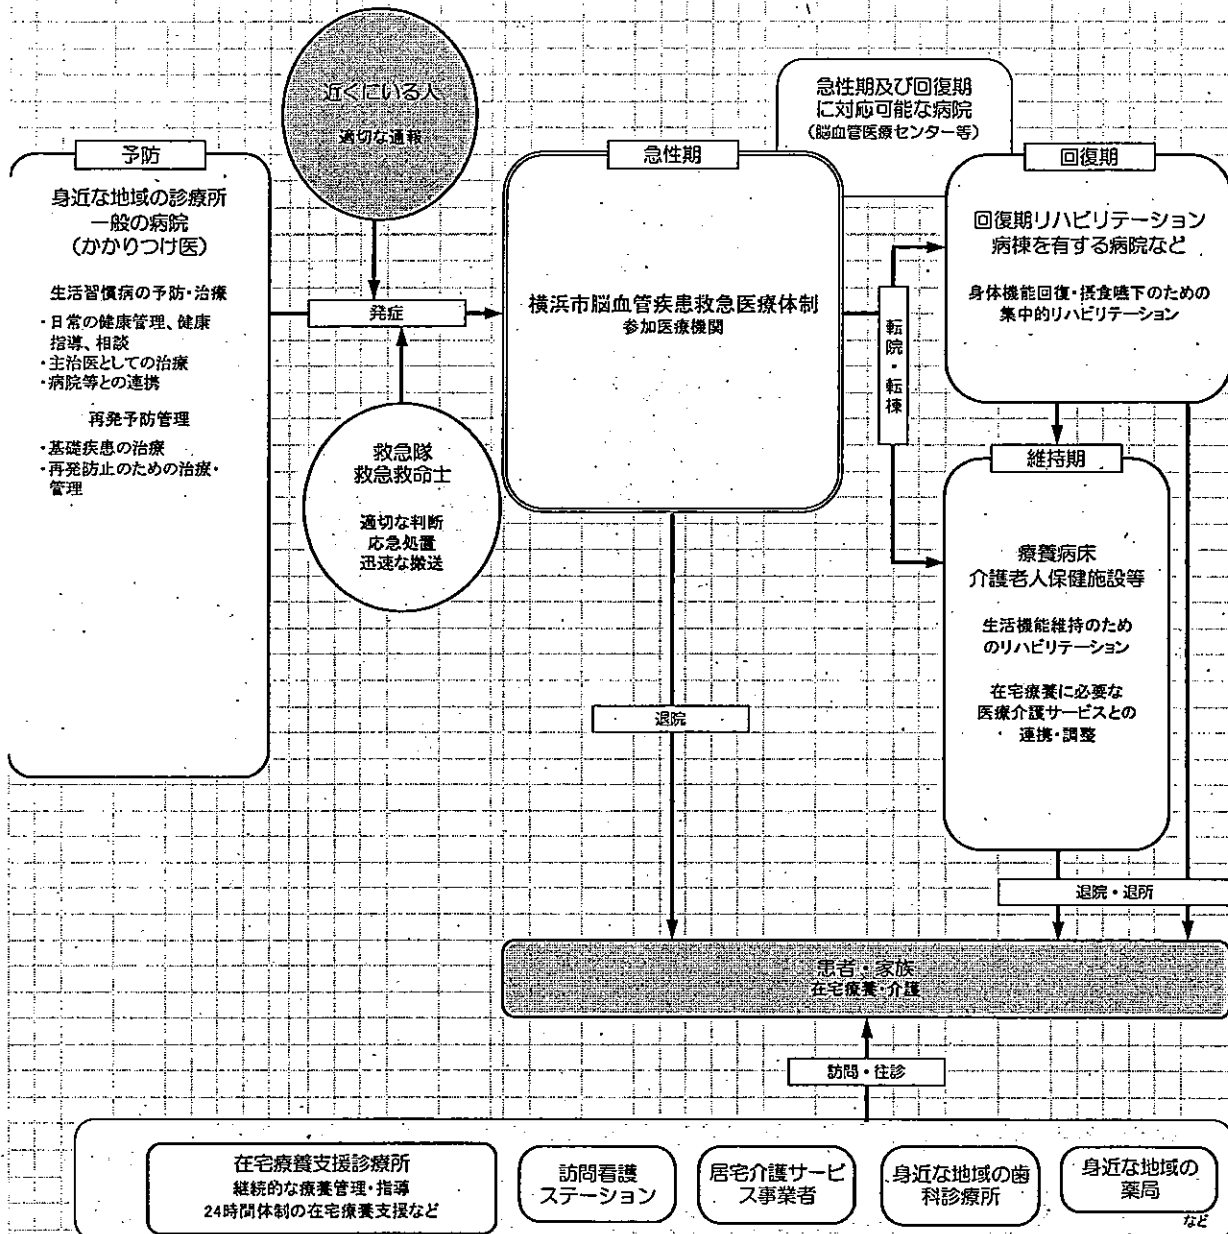 近くにいる人
適切な通報
急性期及び回復期
に対応可能な病院
(脳血管医療センター等)
予防
身近な地域の診療所
一般の病院
(かかりつけ医)
生活習慣病の予防・治療
・日常の健康管理、健康
指導、相談
・主治医としての治療
・病院等との連携
再発予防管理
・基礎疾患の治療
・再発防止のための治療・
管理
発症
救急隊
救急救命士
適切な判断
応急処置
迅速な搬送
急性期
横浜市脳血管疾患救急医療体制
参加医療機関
転院・転棟
回復期
回復期リハビリテーション
病棟を有する病院など
身体機能回復・摂食嚥下のための
集中的リハビリテーション
維持期
療養病床
介護老人保健施設等
生活機能維持のため
のリハビリテーション
在宅療養に必要な
医療介護サービスとの
連携・調整
退院
退院・退所
患者・家族
在宅療養・介護
訪問・往診
在宅療養支援診療所
継続的な療養管理・指導
24時間体制の在宅療養支援など
訪問看護
ステーション
居宅介護サービ
ス事業者
身近な地域の歯
科診療所
身近な地域の
薬局
など